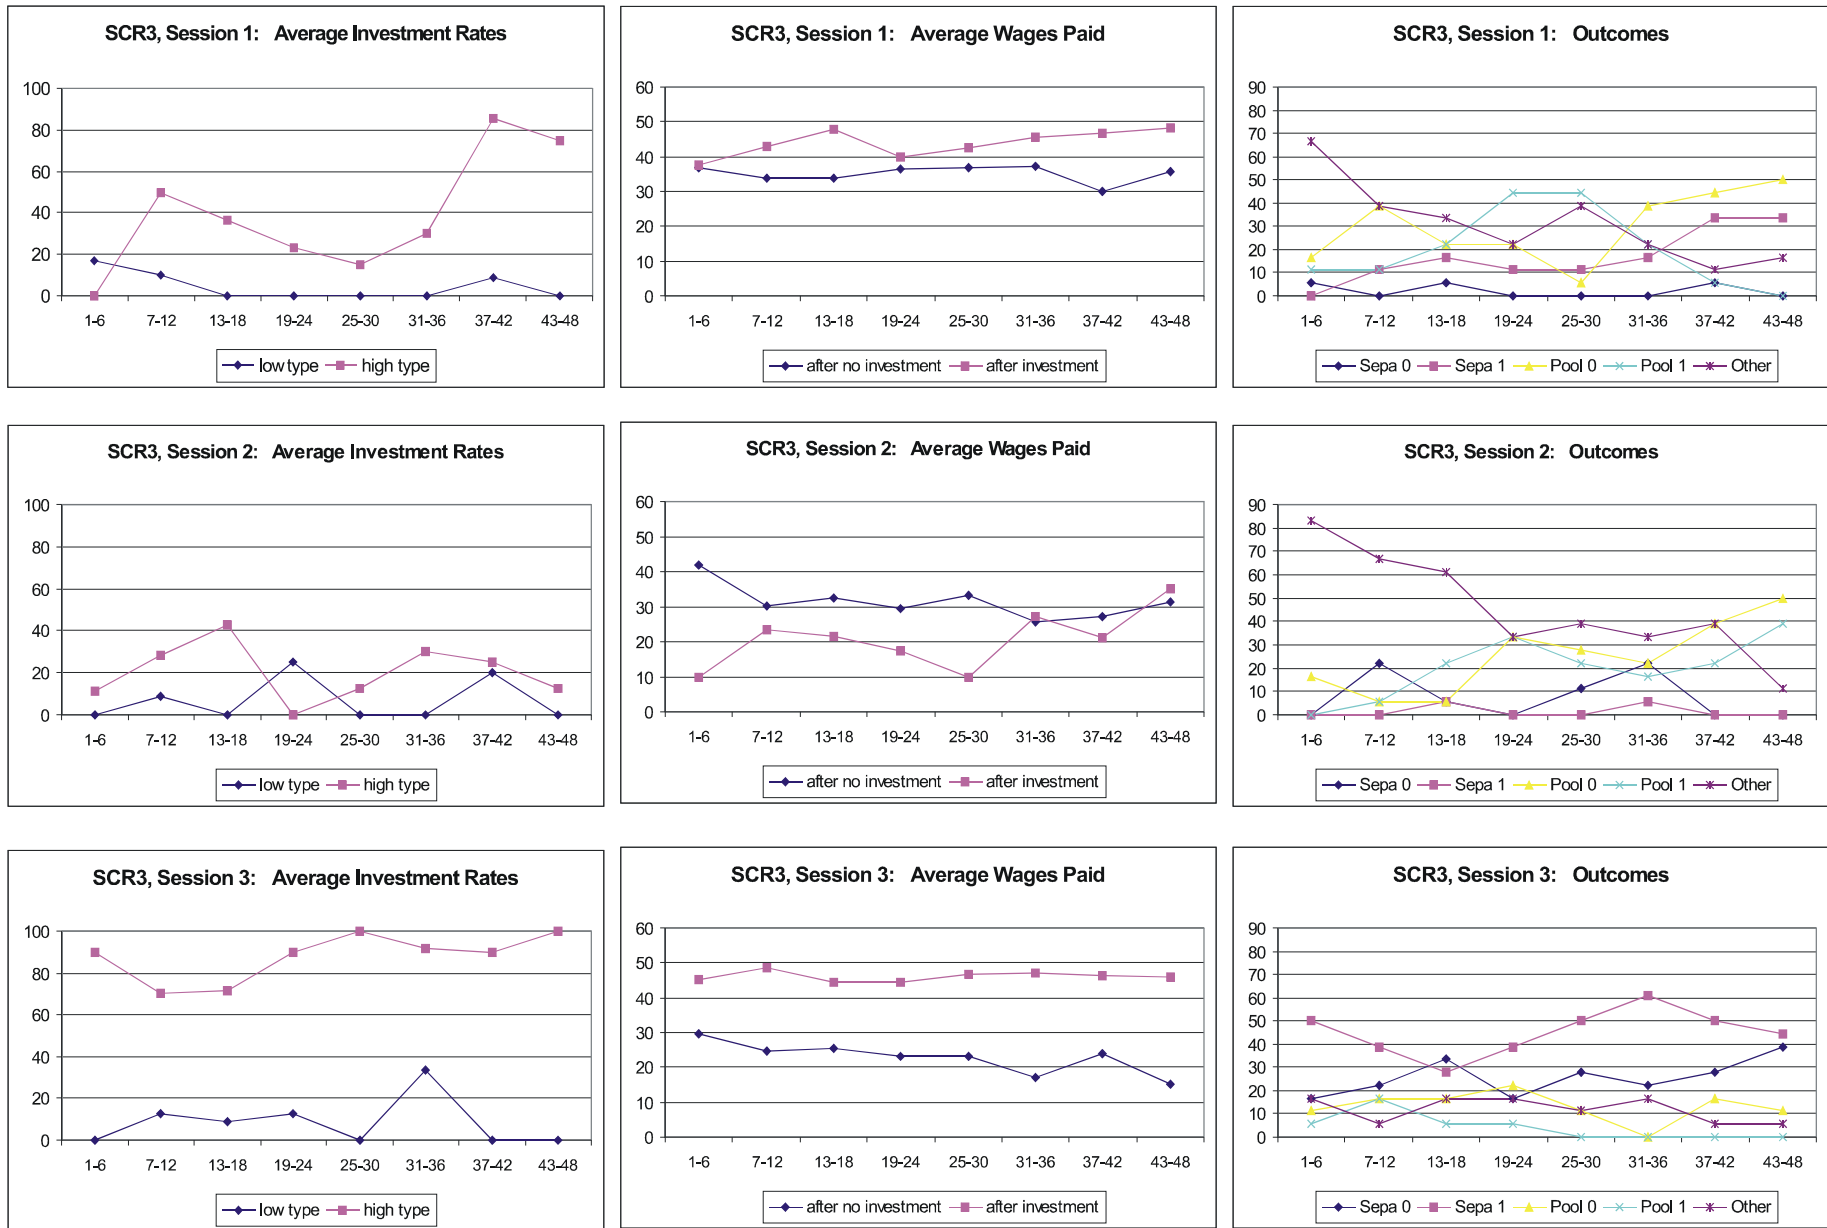 SCR3, Session 1: Average Investment Rates
100
80
60
40
20
0
1-6 7-12 13-18 19-24 25-30 31-36 37-42 43-48
low type high type
SCR3, Session 1: Average Wages Paid
60
50
40
30
20
10
0
1-6 7-12 13-18 19-24 25-30 31-36 37-42 43-48
after no investment after investment
SCR3, Session 1: Outcomes
90
80
70
60
50
40
30
20
10
0
1-6 7-12 13-18 19-24 25-30 31-36 37-42 43-48
Sepa 0 Sepa 1 Pool 0 Pool 1 Other
SCR3, Session 2: Average Investment Rates
100
80
60
40
20
0
1-6 7-12 13-18 19-24 25-30 31-36 37-42 43-48
low type high type
SCR3, Session 2: Average Wages Paid
60
50
40
30
20
10
0
1-6 7-12 13-18 19-24 25-30 31-36 37-42 43-48
after no investment after investment
SCR3, Session 2: Outcomes
90
80
70
60
50
40
30
20
10
0
1-6 7-12 13-18 19-24 25-30 31-36 37-42 43-48
Sepa 0 Sepa 1 Pool 0 Pool 1 Other
SCR3, Session 3: Average Investment Rates
100
80
60
40
20
0
1-6 7-12 13-18 19-24 25-30 31-36 37-42 43-48
low type high type
SCR3, Session 3: Average Wages Paid
60
50
40
30
20
10
0
1-6 7-12 13-18 19-24 25-30 31-36 37-42 43-48
after no investment after investment
SCR3, Session 3: Outcomes
90
80
70
60
50
40
30
20
10
0
1-6 7-12 13-18 19-24 25-30 31-36 37-42 43-48
Sepa 0 Sepa 1 Pool 0 Pool 1 Other